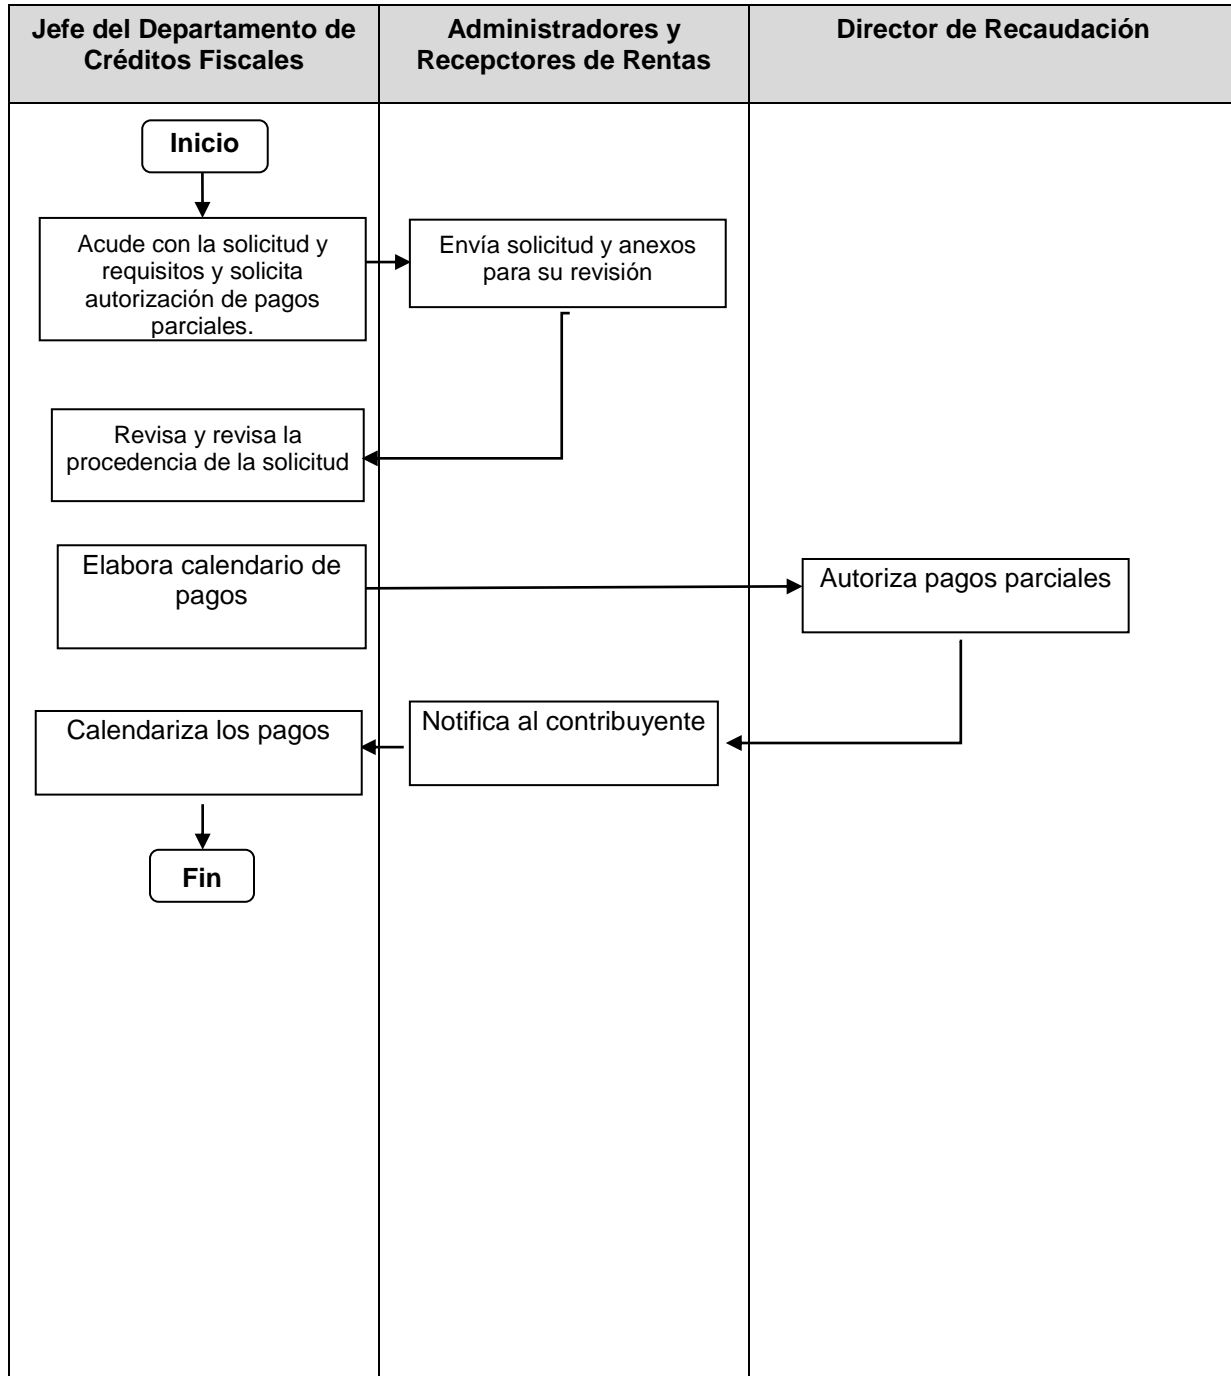 Jefe del Departamento de
Créditos Fiscales
Administradores y
Recepctores de Rentas
Director de Recaudación
Inicio
Acude con la solicitud y
requisitos y solicita
autorización de pagos
parciales.
Envía solicitud y anexos
para su revisión
Revisa y revisa la
procedencia de la solicitud
Elabora calendario de
pagos
Autoriza pagos parciales
Notifica al contribuyente
Calendariza los pagos
Fin